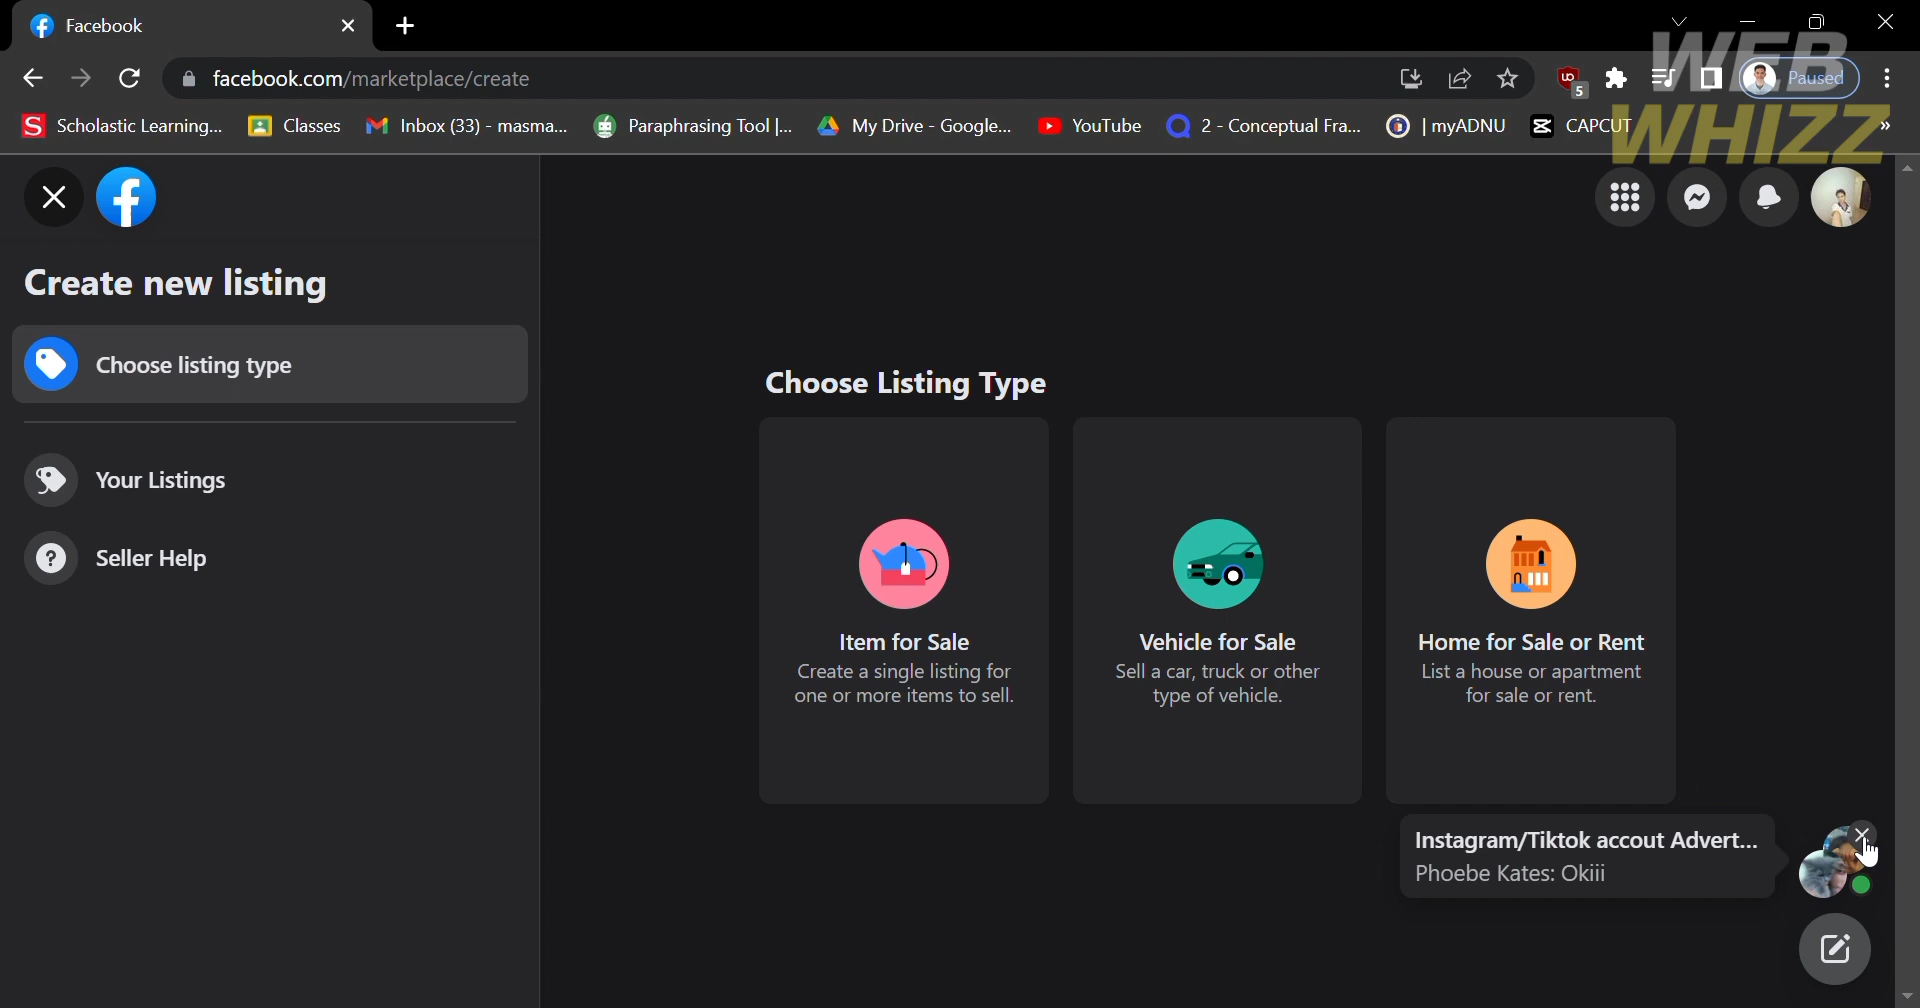 Facebook
facebook.com/marketplace/create
5
Paused
WEB
WHIZZ
Scholastic Learning...
Classes
Inbox (33) - masma...
Paraphrasing Tool |...
My Drive - Google...
YouTube
2 - Conceptual Fra...
| myADNU
CAPCUT
»
Create new listing
Choose listing type
Your Listings
Seller Help
Choose Listing Type
Item for Sale
Create a single listing for
one or more items to sell.
Vehicle for Sale
Sell a car, truck or other
type of vehicle.
Home for Sale or Rent
List a house or apartment
for sale or rent.
Instagram/Tiktok accout Advert...
Phoebe Kates: Okiii